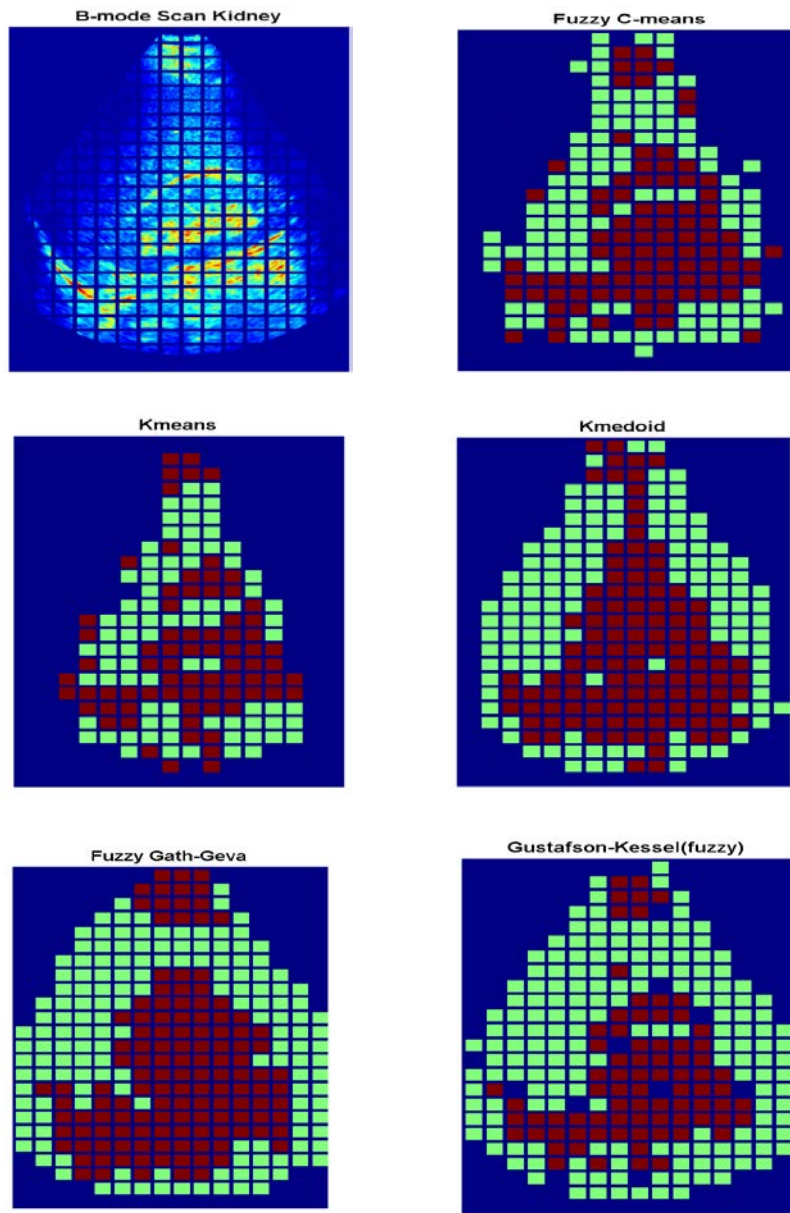 B-mode Scan Kidney
Fuzzy C-means
Kmeans
Kmedoid
Fuzzy Gath-Geva
Gustafson-Kessel(fuzzy)